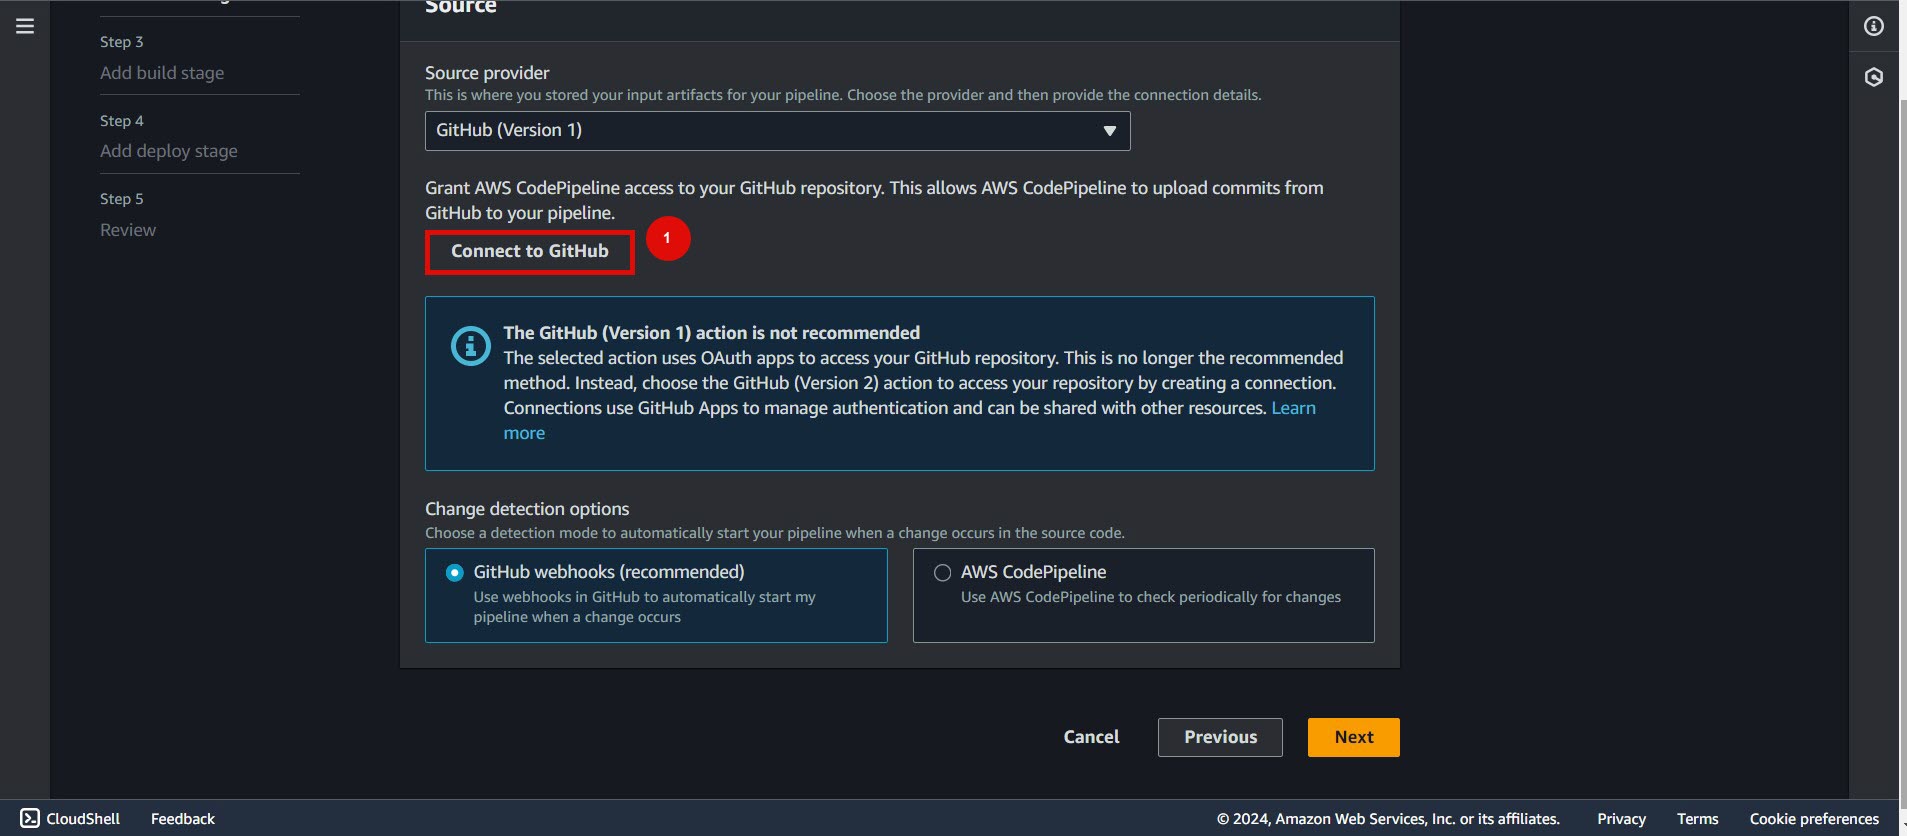 Source
Step 3
Add build stage
Step 4
Add deploy stage
Step 5
Review
Source provider
This is where you stored your input artifacts for your pipeline. Choose the provider and then provide the connection details.
GitHub (Version 1)
Grant AWS CodePipeline access to your GitHub repository. This allows AWS CodePipeline to upload commits from
GitHub to your pipeline.
Connect to GitHub
1
The GitHub (Version 1) action is not recommended
The selected action uses OAuth apps to access your GitHub repository. This is no longer the recommended
method. Instead, choose the GitHub (Version 2) action to access your repository by creating a connection.
Connections use GitHub Apps to manage authentication and can be shared with other resources. Learn
more
Change detection options
Choose a detection mode to automatically start your pipeline when a change occurs in the source code.
GitHub webhooks (recommended)
Use webhooks in GitHub to automatically start my
pipeline when a change occurs
AWS CodePipeline
Use AWS CodePipeline to check periodically for changes
Cancel
Previous
Next
CloudShell
Feedback
© 2024, Amazon Web Services, Inc. or its affiliates.
Privacy
Terms
Cookie preferences